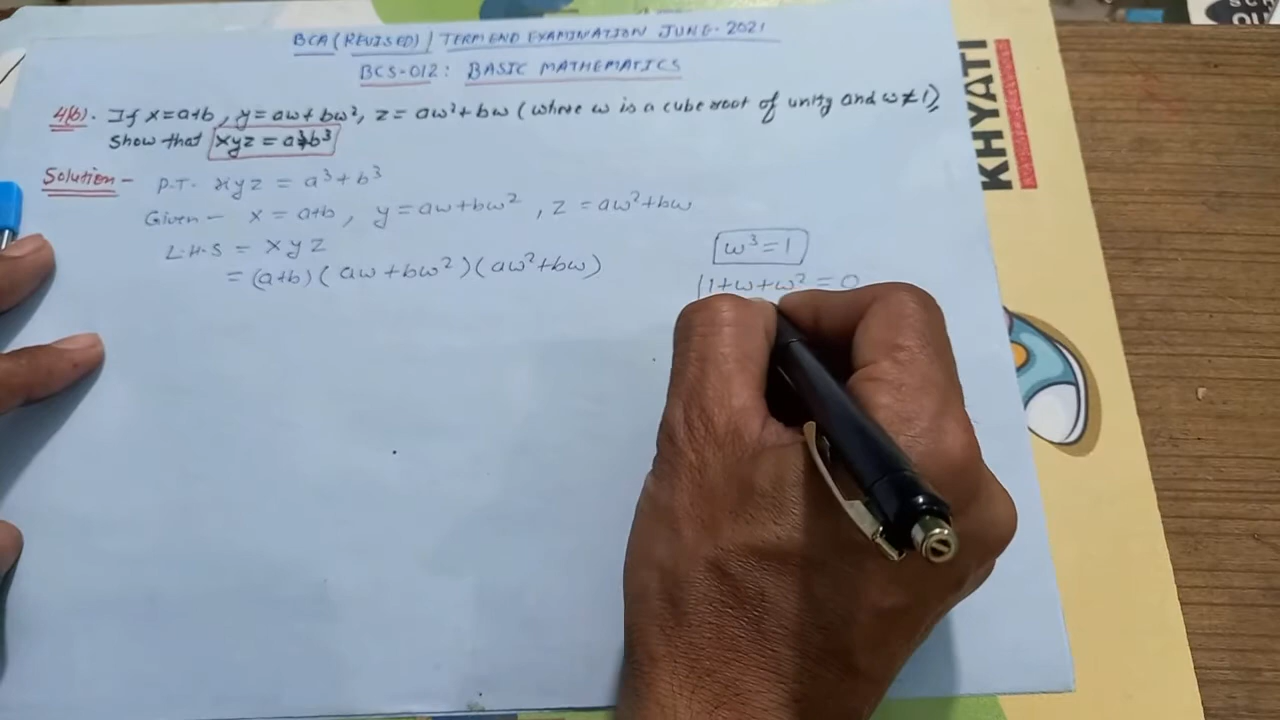 BCA (REVISED) / TERM END EXAMINATION JUNE-2021
BCS-012: BASIC MATHEMATICS
4(b). If x=a+b, y=aω+bω², z=aω²+bω (where ω is a cube root of unity and ω≠1),
Show that xyz = a³+b³
Solution- P.T. xyz = a³+b³
Given- x=a+b, y=aω+bω², z=aω²+bω
L.H.S = xyz
= (a+b)(aω+bω²)(aω²+bω)
ω³=1
1+ω+ω²=0
KHYATI